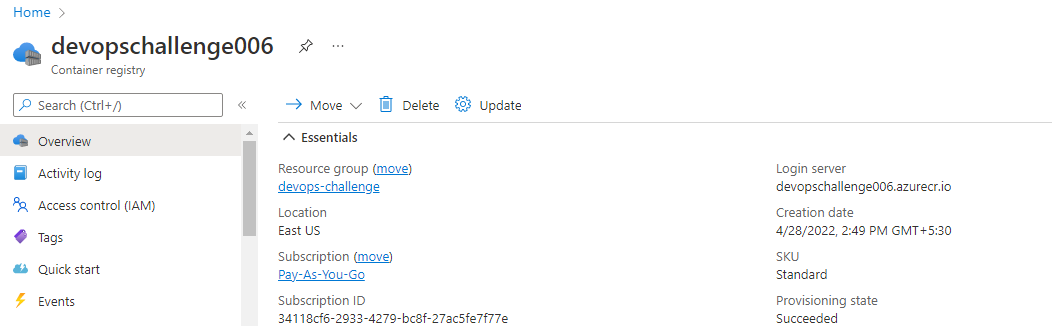 Home >
devopschallenge006 ...
Container registry
Search (Ctrl+/) «
Move Delete Update
Overview
Activity log
Access control (IAM)
Tags
Quick start
Events
Essentials
Resource group (move)
devops-challenge
Location
East US
Subscription (move)
Pay-As-You-Go
Subscription ID
34118cf6-2933-4279-bc8f-27ac5fe7f77e
Login server
devopschallenge006.azurecr.io
Creation date
4/28/2022, 2:49 PM GMT+5:30
SKU
Standard
Provisioning state
Succeeded